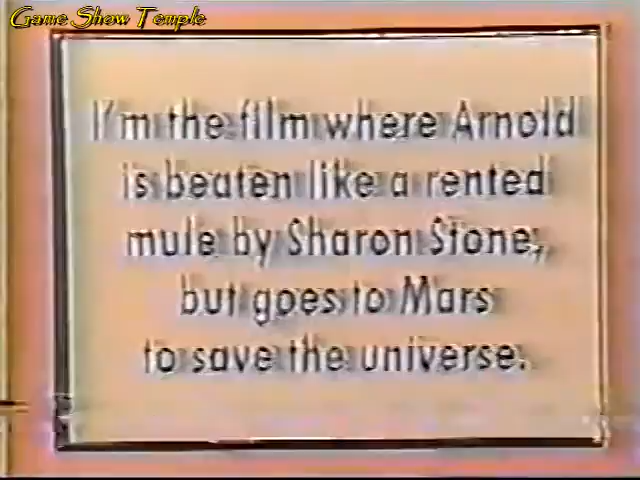 Game Show Temple
I'm the film where Arnold
is beaten like a rented
mule by Sharon Stone,
but goes to Mars
to save the universe.